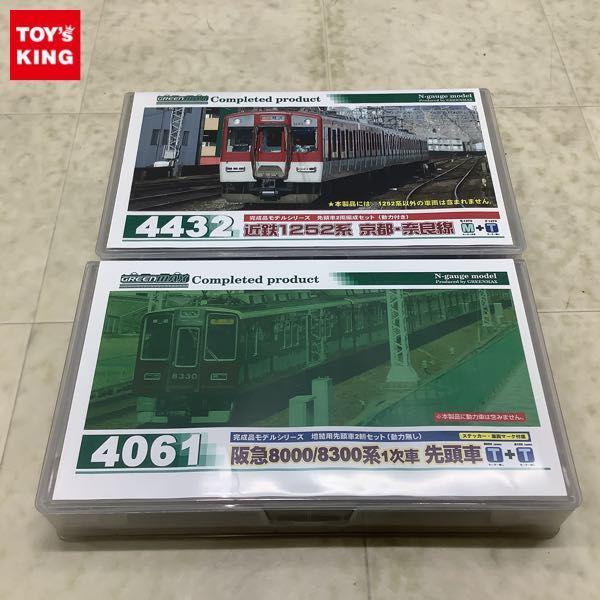 TOY'S
KING
GREENMAX Completed product
N-gauge model
Produced by GREENMAX
★本製品には、1252系以外の車両は含まれません。
4432
完成品モデルシリーズ 先頭車2両編成セット(動力付き)
近鉄1252系 京都・奈良線
M+T
GREENMAX Completed product
N-gauge model
Produced by GREENMAX
8330
※本製品に動力車は含みません。
4061
完成品モデルシリーズ 増結用先頭車2輌セット(動力無し)
ステッカー・車両マーク付属
阪急8000/8300系1次車 先頭車
T+T